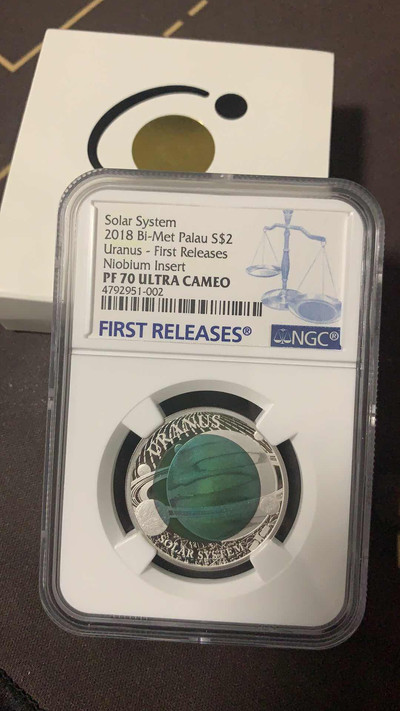 Solar System
2018 Bi-Met Palau S$2
Uranus - First Releases
Niobium Insert
PF 70 ULTRA CAMEO
4792951-002
FIRST RELEASES®
NGC®
URANUS
SOLAR SYSTEM